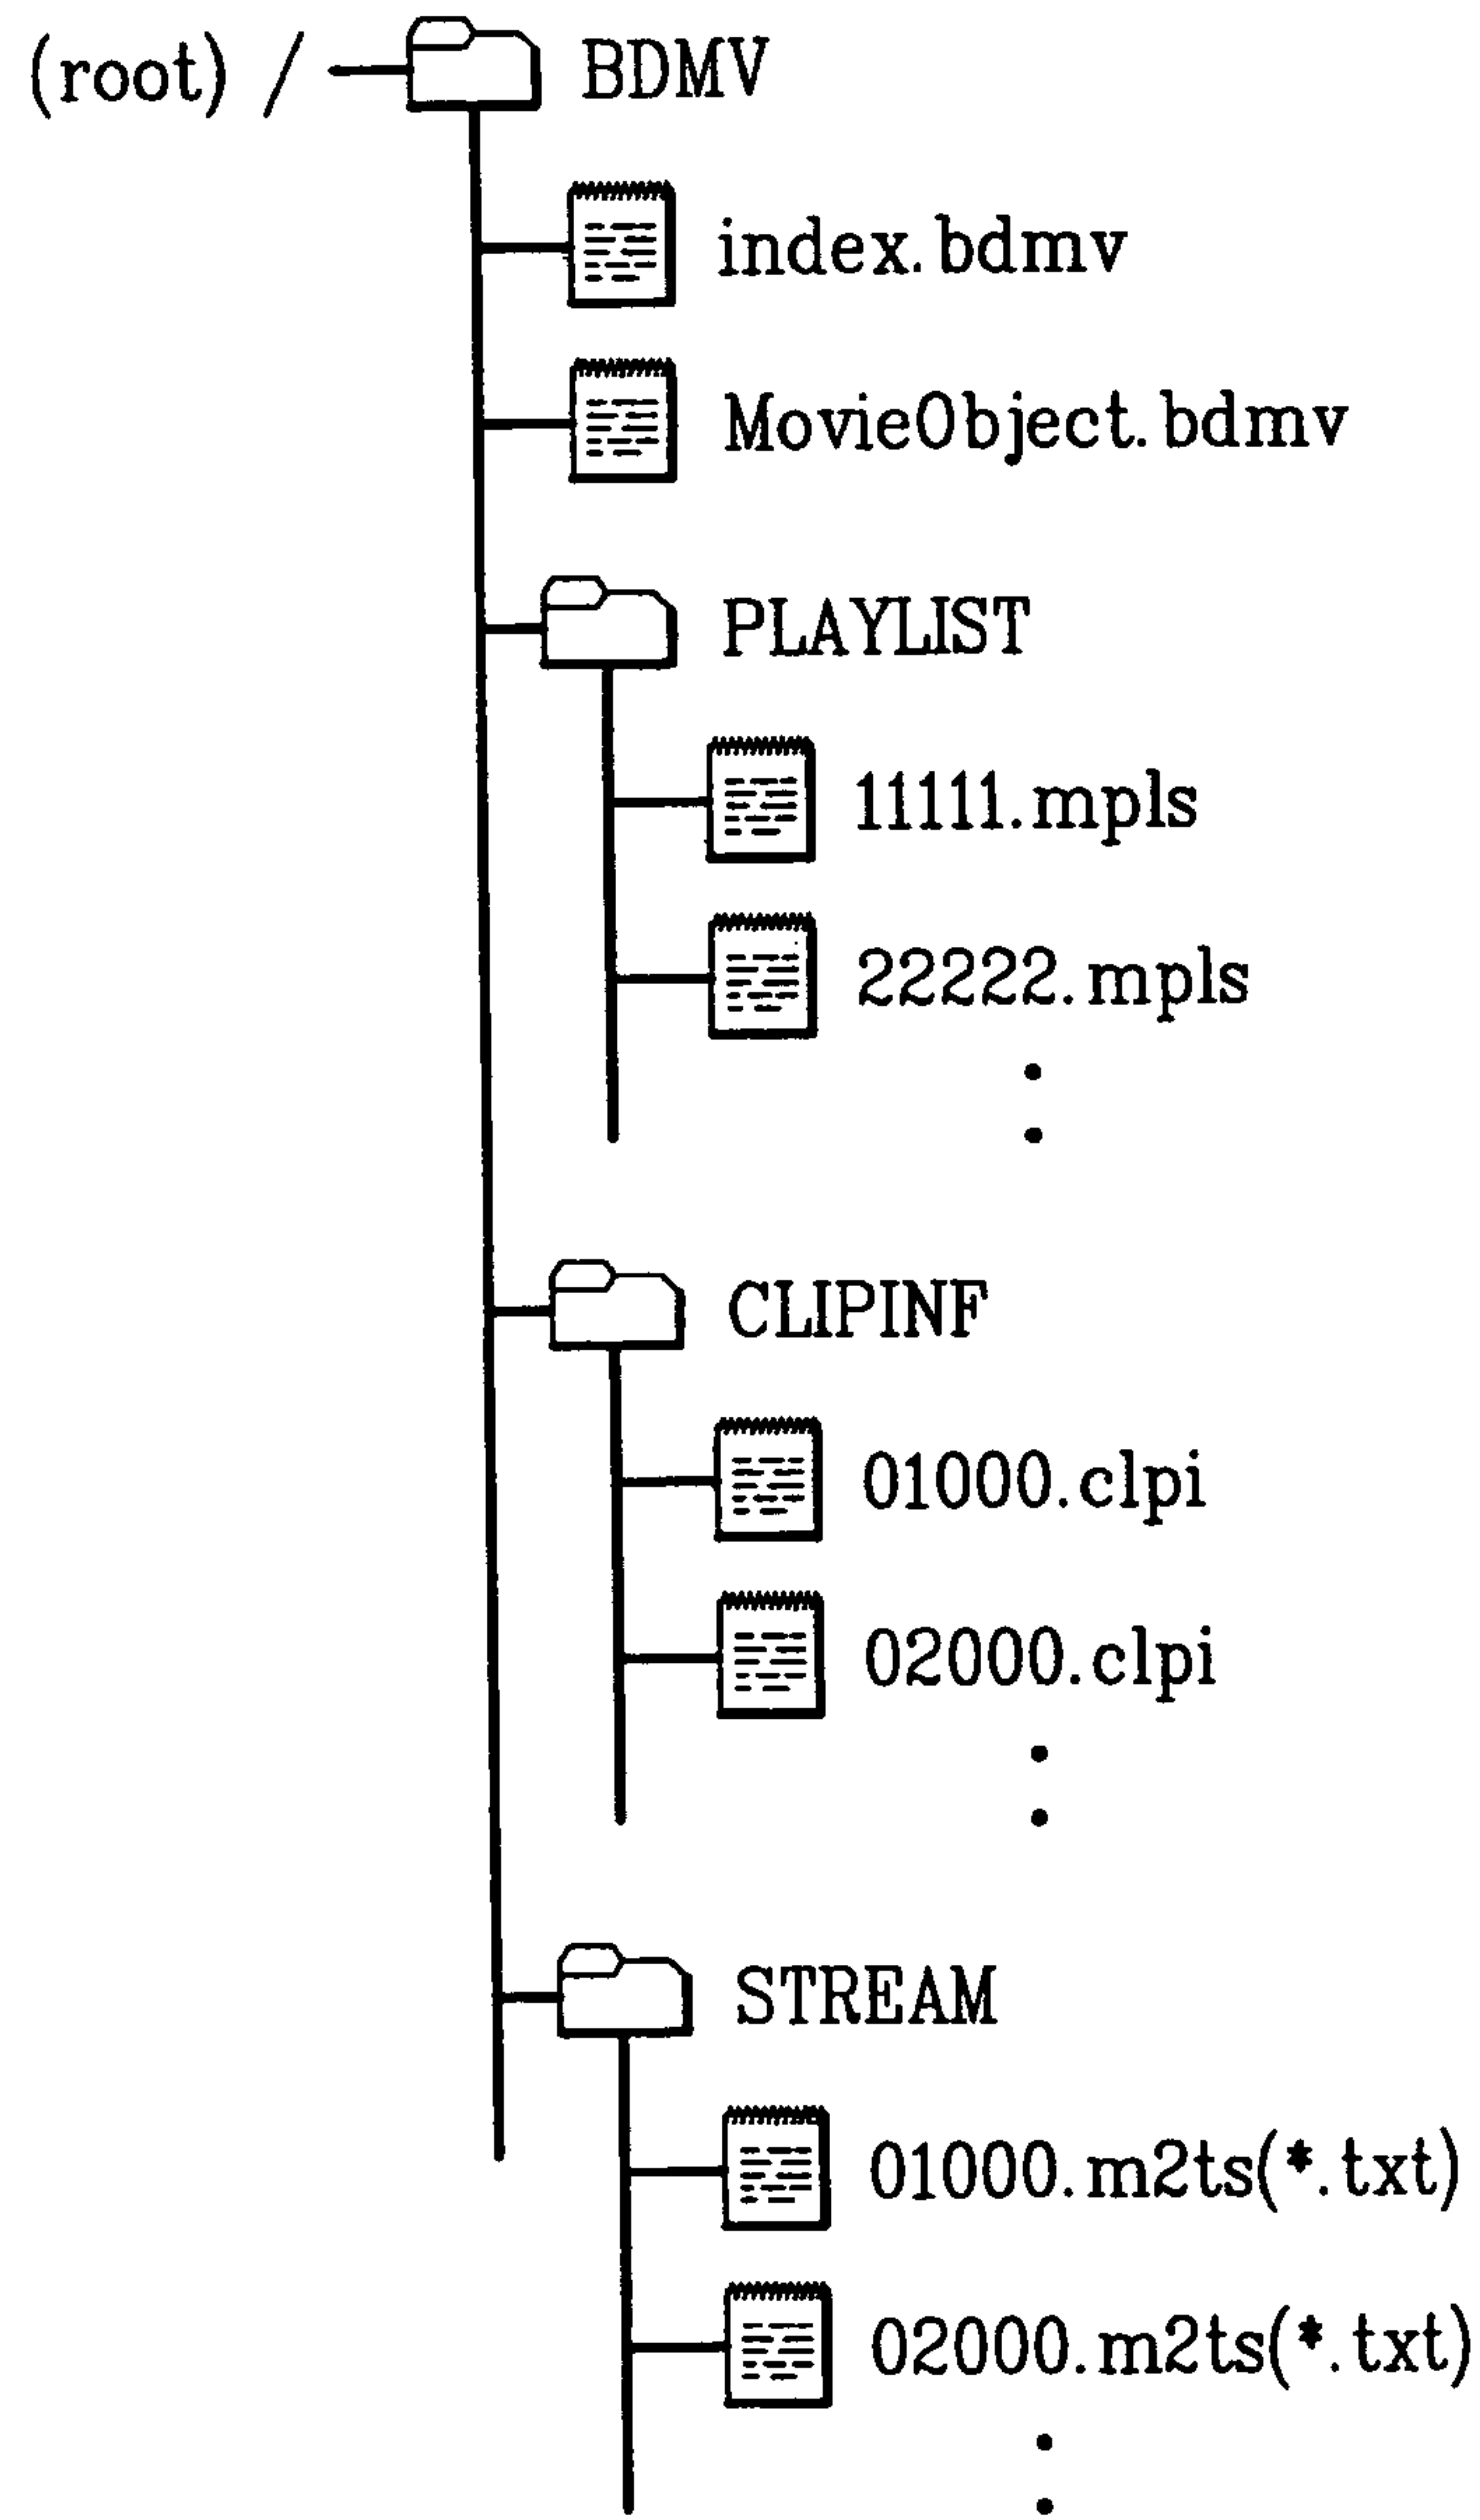 (root) / BDMV
index.bdmv
MovieObject.bdmv
PLAYLIST
11111.mpls
22222.mpls
CLIPINF
01000.clpi
02000.clpi
STREAM
01000.m2ts(*.txt)
02000.m2ts(*.txt)